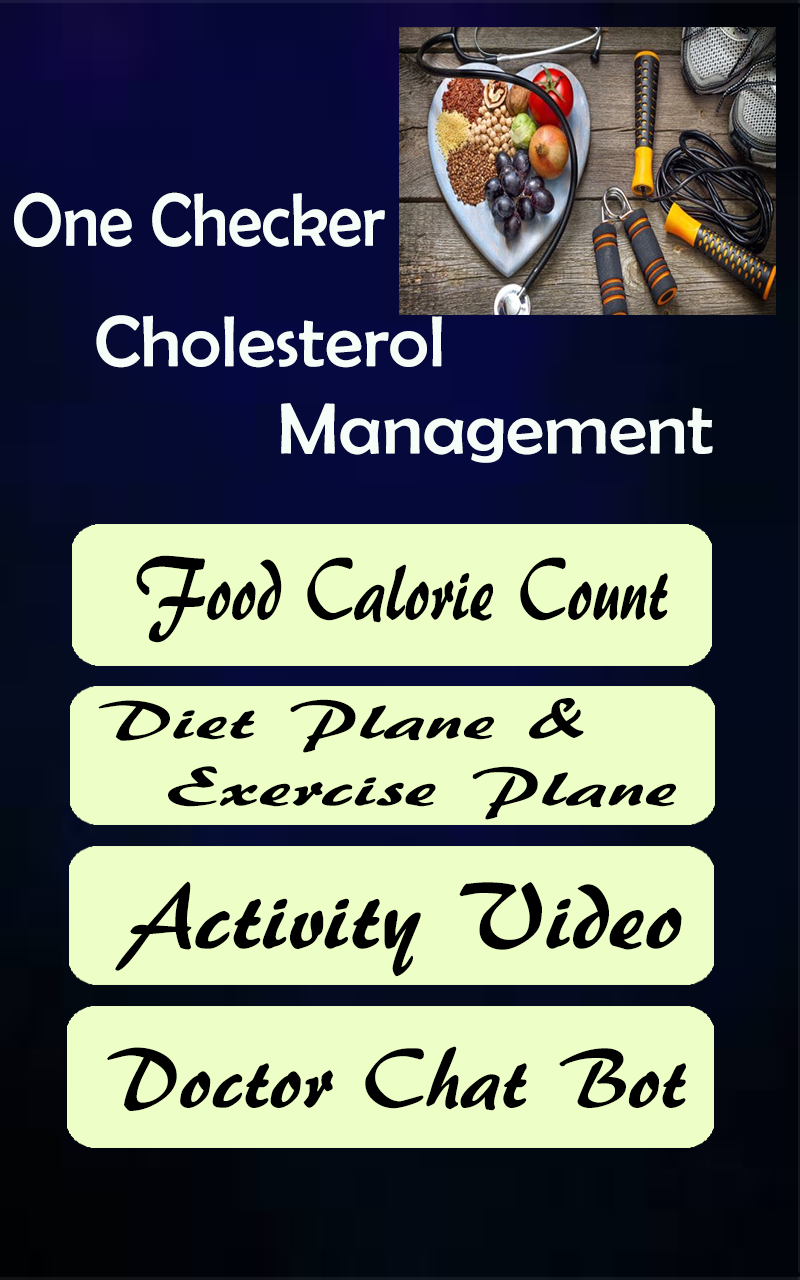 One Checker
Cholesterol
Management
Food Calorie Count
Diet Plane &
Exercise Plane
Activity Video
Doctor Chat Bot